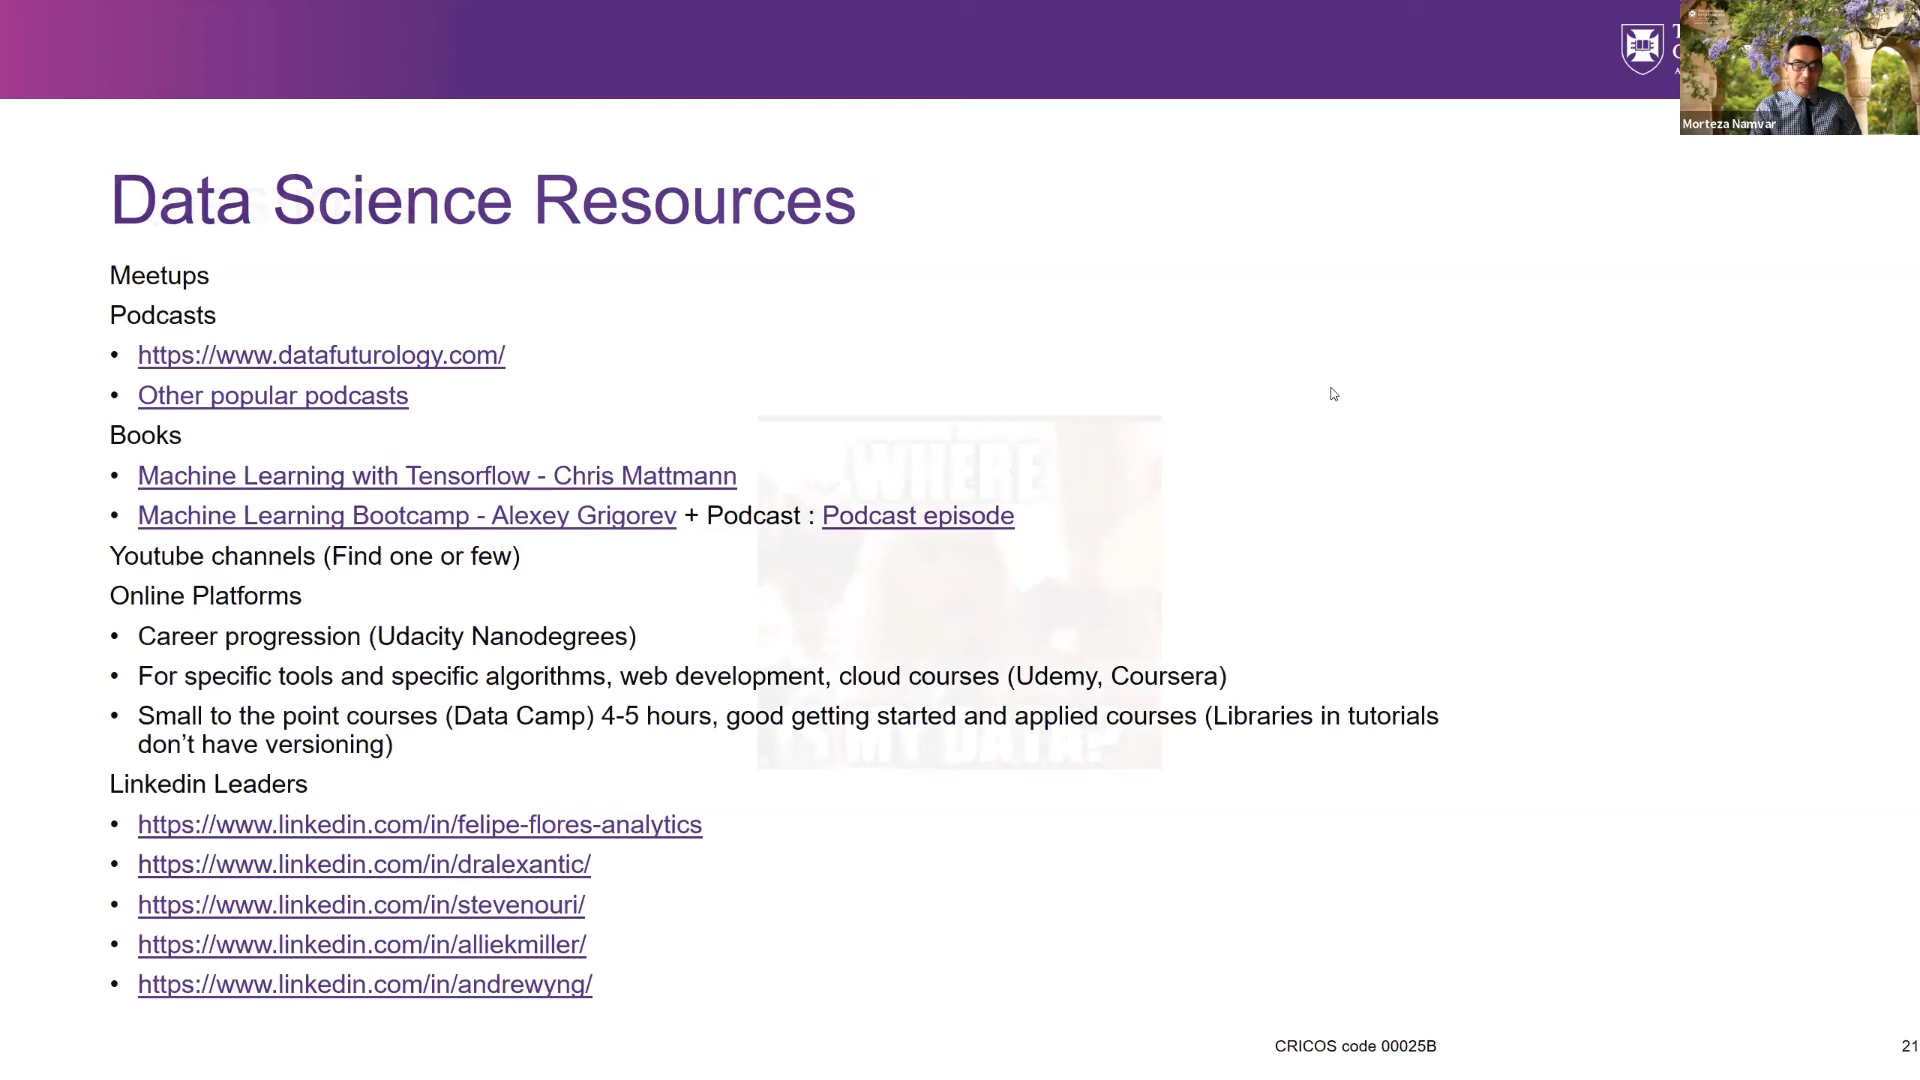 Morteza Namvar
Data Science Resources
Meetups
Podcasts
• https://www.datafuturology.com/
• Other popular podcasts
Books
• Machine Learning with Tensorflow - Chris Mattmann
• Machine Learning Bootcamp - Alexey Grigorev + Podcast : Podcast episode
Youtube channels (Find one or few)
Online Platforms
• Career progression (Udacity Nanodegrees)
• For specific tools and specific algorithms, web development, cloud courses (Udemy, Coursera)
• Small to the point courses (Data Camp) 4-5 hours, good getting started and applied courses (Libraries in tutorials
don’t have versioning)
Linkedin Leaders
• https://www.linkedin.com/in/felipe-flores-analytics
• https://www.linkedin.com/in/dralexantic/
• https://www.linkedin.com/in/stevenouri/
• https://www.linkedin.com/in/alliekmiller/
• https://www.linkedin.com/in/andrewyng/
WHERE
IS MY DATA?
CRICOS code 00025B
21